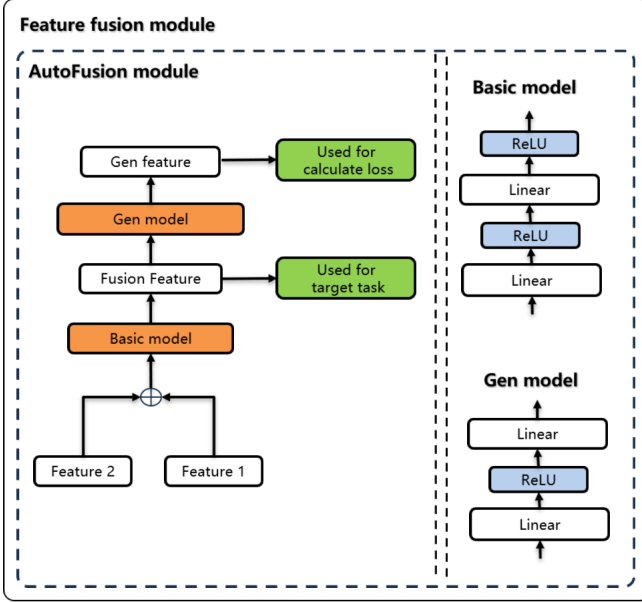 Feature fusion module
AutoFusion module
Gen feature
Used for
calculate loss
Gen model
Fusion Feature
Used for
target task
Basic model
Feature 2
Feature 1
Basic model
ReLU
Linear
ReLU
Linear
Gen model
Linear
ReLU
Linear